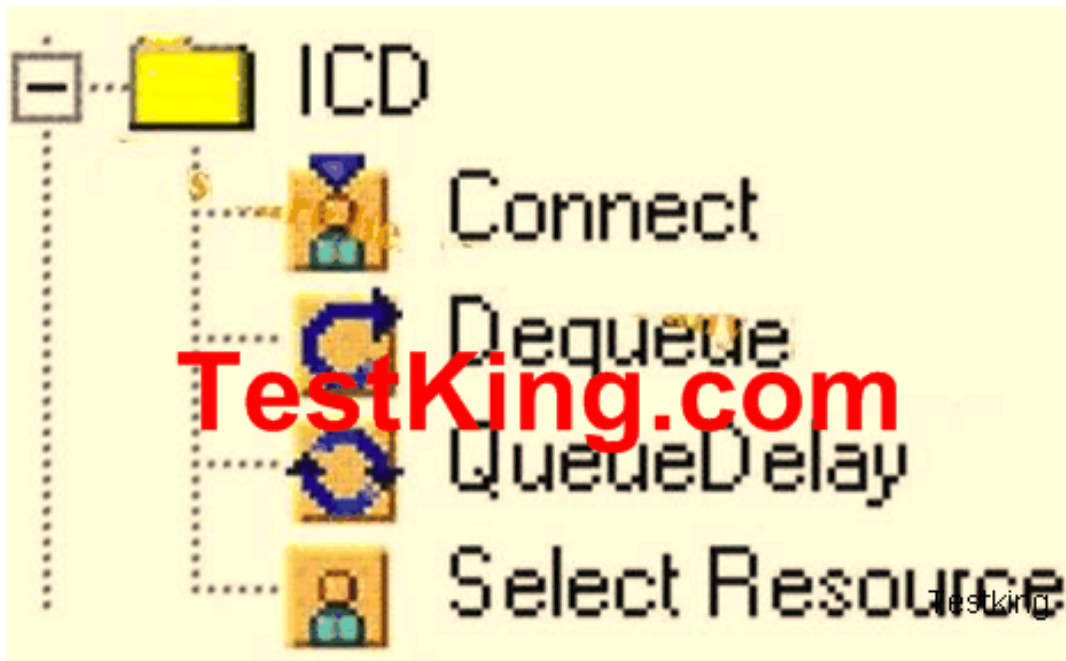 ICD
Connect
Dequeue
TestKing.com
QueueDelay
Select Resource
Testking